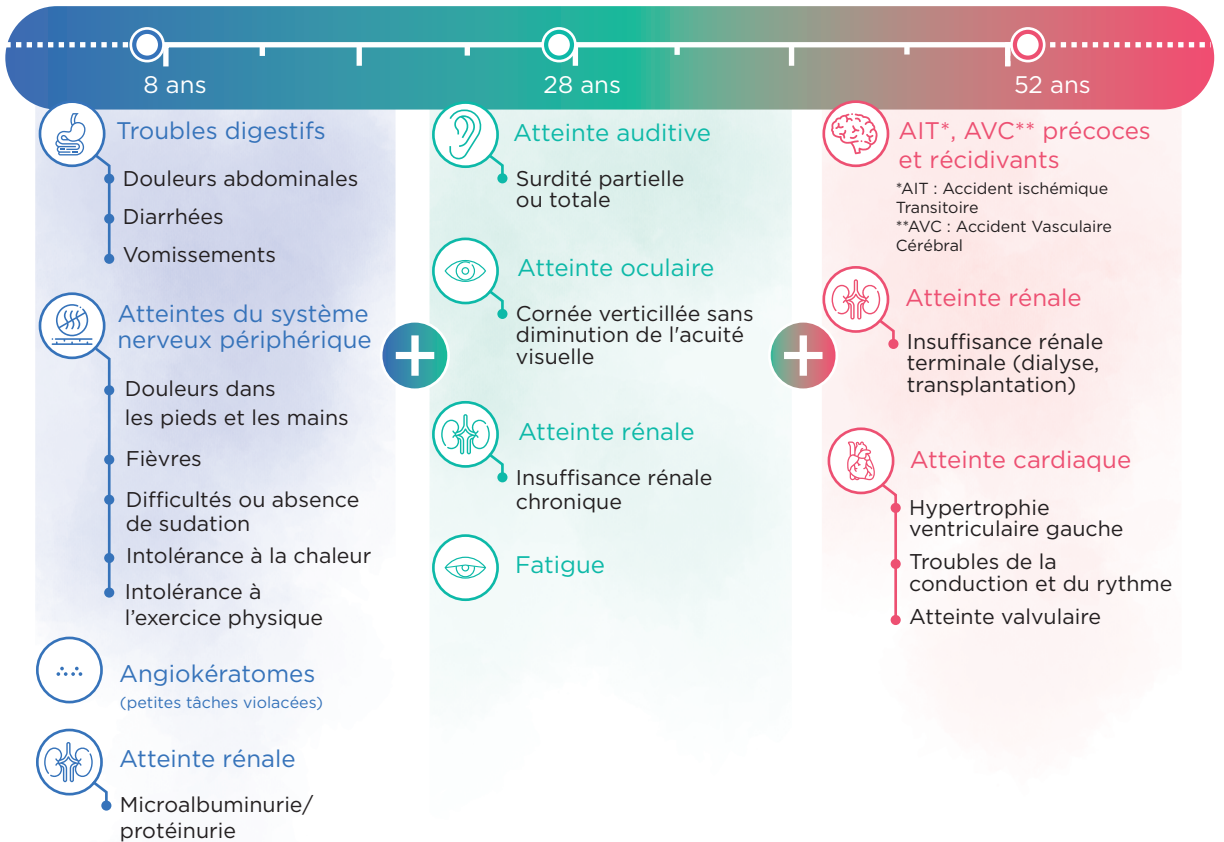 8 ans
28 ans
52 ans
Troubles digestifs
Douleurs abdominales
Diarrhées
Vomissements
Atteintes du système
nerveux périphérique
Douleurs dans
les pieds et les mains
Fièvres
Difficultés ou absence
de sudation
Intolérance à la chaleur
Intolérance à
l'exercice physique
Angiokératomes
(petites tâches violacées)
Atteinte rénale
Microalbuminurie/
protéinurie
Atteinte auditive
Surdité partielle
ou totale
Atteinte oculaire
Cornée verticillée sans
diminution de l'acuité
visuelle
Atteinte rénale
Insuffisance rénale
chronique
Fatigue
AIT*, AVC** précoces
et récidivants
*AIT : Accident ischémique
Transitoire
**AVC : Accident Vasculaire
Cérébral
Atteinte rénale
Insuffisance rénale
terminale (dialyse,
transplantation)
Atteinte cardiaque
Hypertrophie
ventriculaire gauche
Troubles de la
conduction et du rythme
Atteinte valvulaire